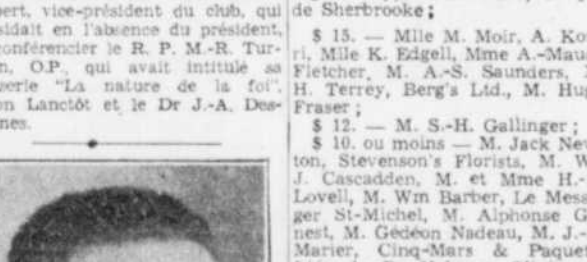 bert, vice-président du club, qui
sidait en l'absence du président,
conférencier le R. P. M.-R. Tur-
n, O.P., qui avait intitulé sa
serie "La nature de la foi".
on Lanctôt et le Dr J.-A. Des-
nes.
de Sherbrooke;
$ 15. — Mlle M. Moir, A. Ko
ri, Mlle K. Edgell, Mme A.-Mau
Fletcher, M. A.-S. Saunders,
H. Terrey, Berg's Ltd., M. Hug
Fraser;
$ 12. — M. S.-H. Gallinger;
$ 10. ou moins — M. Jack New
ton, Stevenson's Florists, M. W
J. Cascadden, M. et Mme H.-
Lovell, M. Wm Barber, Le Messa
ger St-Michel, M. Alphonse G
nest, M. Gédéon Nadeau, M. J.-
Marier, Cinq-Mars & Paquet